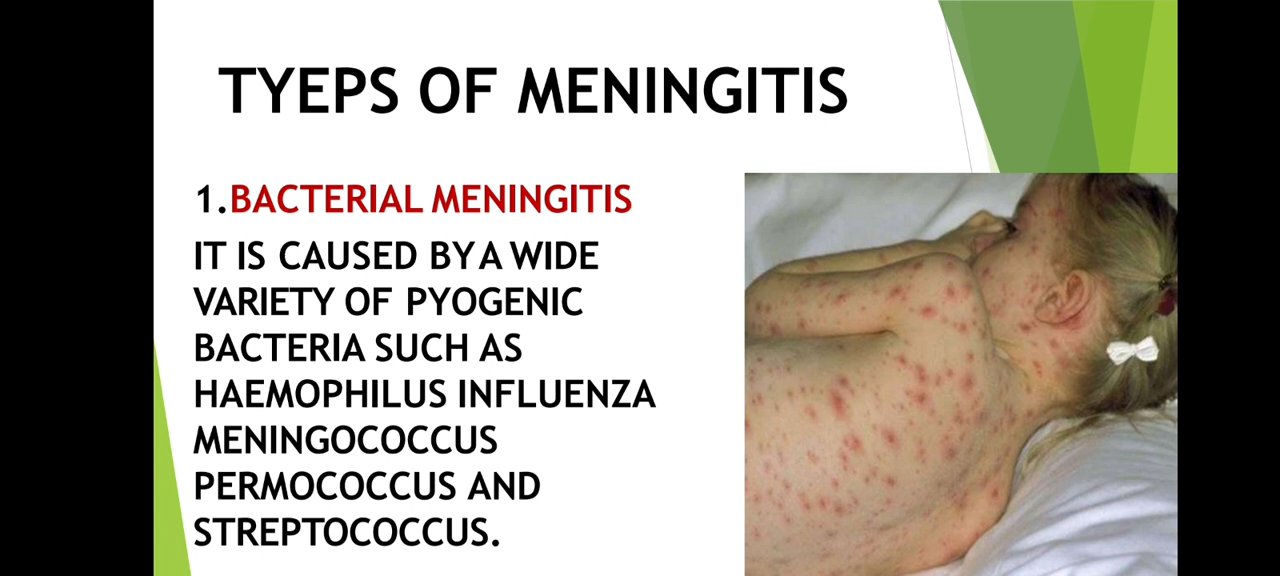 TYEPS OF MENINGITIS
1.BACTERIAL MENINGITIS
IT IS CAUSED BY A WIDE
VARIETY OF PYOGENIC
BACTERIA SUCH AS
HAEMOPHILUS INFLUENZA
MENINGOCOCCUS
PERMOCOCCUS AND
STREPTOCOCCUS.